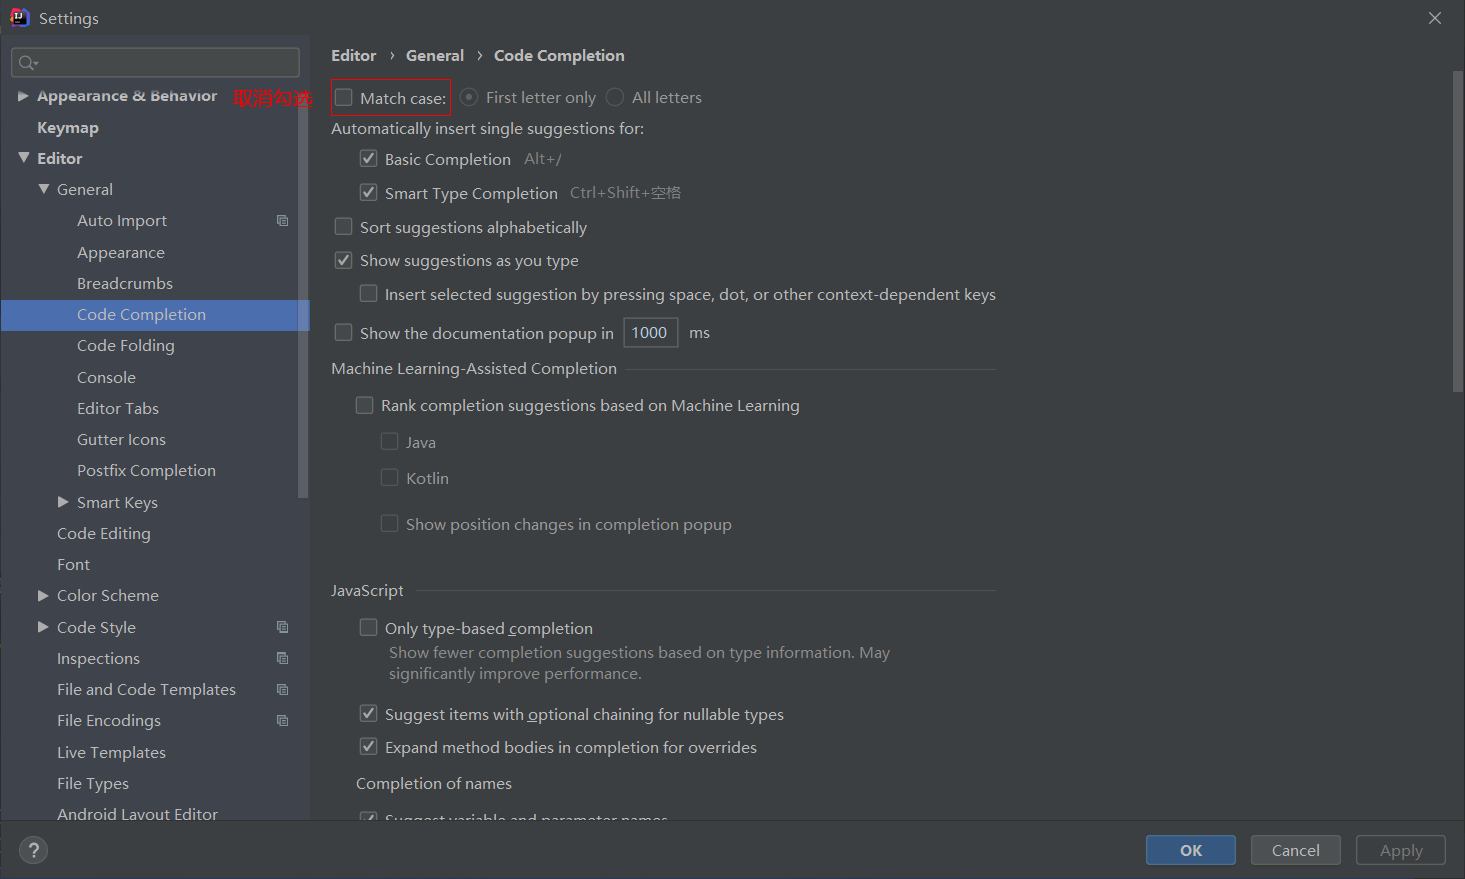 Settings
Appearance & Behavior
取消勾选
Keymap
Editor
General
Auto Import
Appearance
Breadcrumbs
Code Completion
Code Folding
Console
Editor Tabs
Gutter Icons
Postfix Completion
Smart Keys
Code Editing
Font
Color Scheme
Code Style
Inspections
File and Code Templates
File Encodings
Live Templates
File Types
Android Layout Editor
Editor › General › Code Completion
Match case: First letter only All letters
Automatically insert single suggestions for:
Basic Completion Alt+/
Smart Type Completion Ctrl+Shift+空格
Sort suggestions alphabetically
Show suggestions as you type
Insert selected suggestion by pressing space, dot, or other context-dependent keys
Show the documentation popup in 1000 ms
Machine Learning-Assisted Completion
Rank completion suggestions based on Machine Learning
Java
Kotlin
Show position changes in completion popup
JavaScript
Only type-based completion
Show fewer completion suggestions based on type information. May
significantly improve performance.
Suggest items with optional chaining for nullable types
Expand method bodies in completion for overrides
Completion of names
Suggest variable and parameter names
? OK Cancel Apply